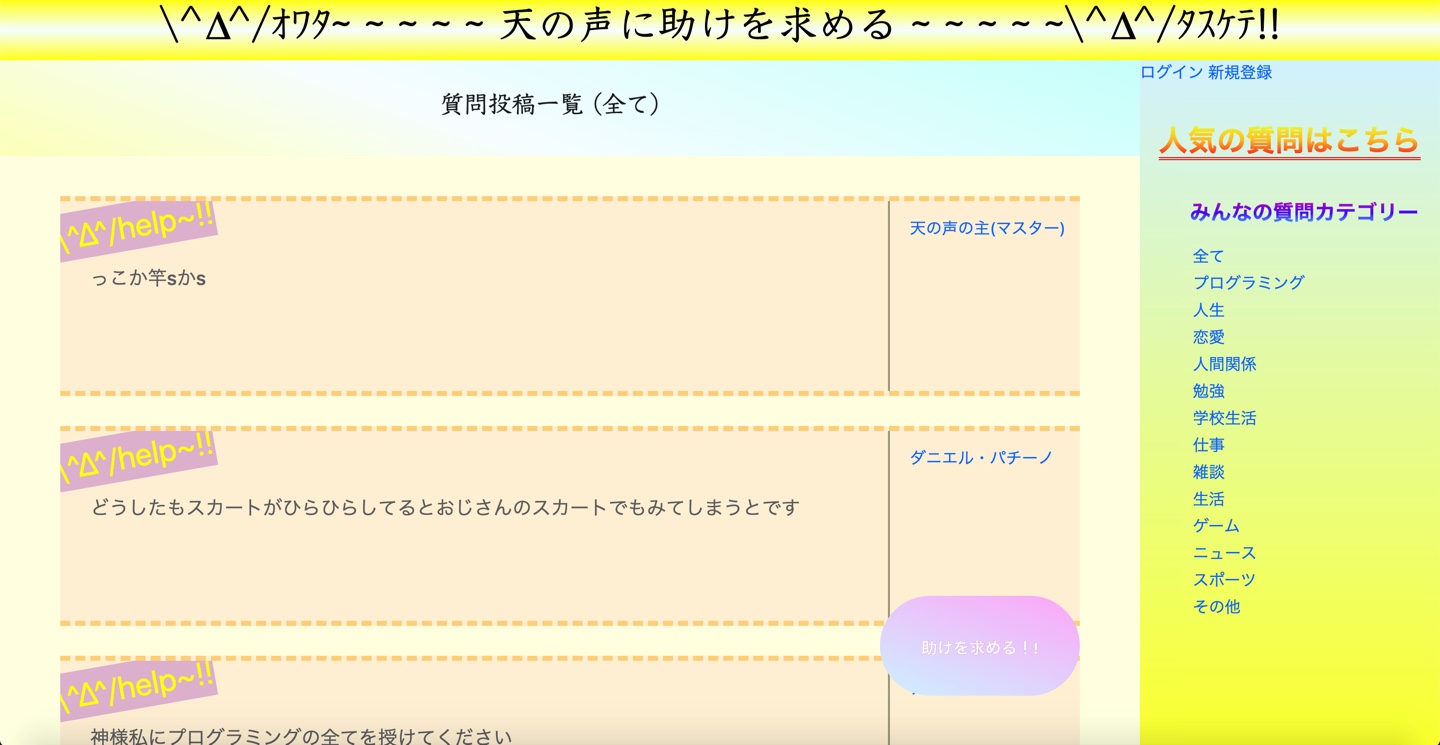 \^Δ^/ｵﾜﾀ~ ~ ~ ~ ~ ~ 天の声に助けを求める ~ ~ ~ ~ ~\^Δ^/ﾀｽｹﾃ!!
ログイン 新規登録
質問投稿一覧 (全て)
人気の質問はこちら
みんなの質問カテゴリー
全て
プログラミング
人生
恋愛
人間関係
勉強
学校生活
仕事
雑談
生活
ゲーム
ニュース
スポーツ
その他
\^Δ^/help~!!
天の声の主(マスター)
っこか竿sかs
\^Δ^/help~!!
ダニエル・パチーノ
どうしたもスカートがひらひらしてるとおじさんのスカートでもみてしまうとです
助けを求める！!
\^Δ^/help~!!
神様私にプログラミングの全てを授けてください